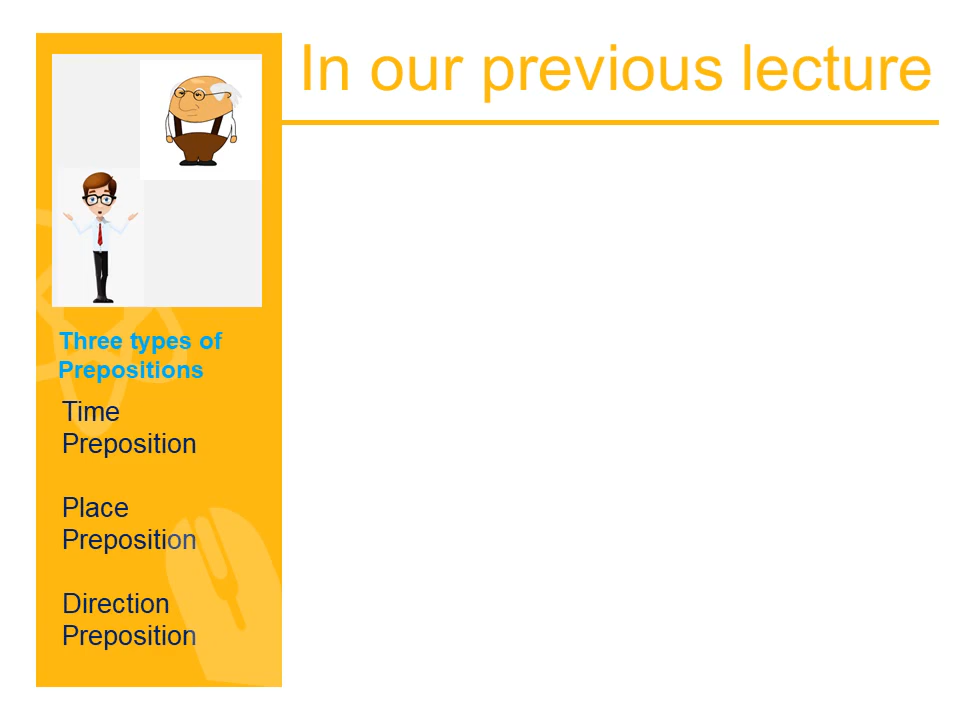 In our previous lecture
Three types of
Prepositions
Time
Preposition
Place
Preposition
Direction
Preposition